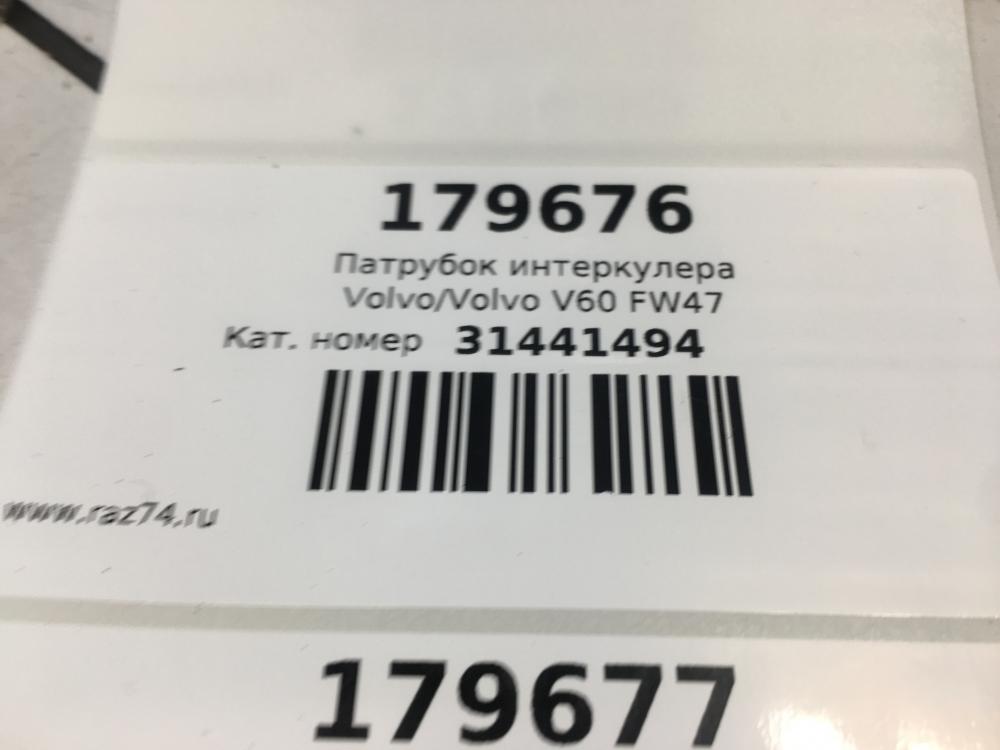 179676
Патрубок интеркулера
Volvo/Volvo V60 FW47
Кат. номер 31441494
www.raz74.ru
179677